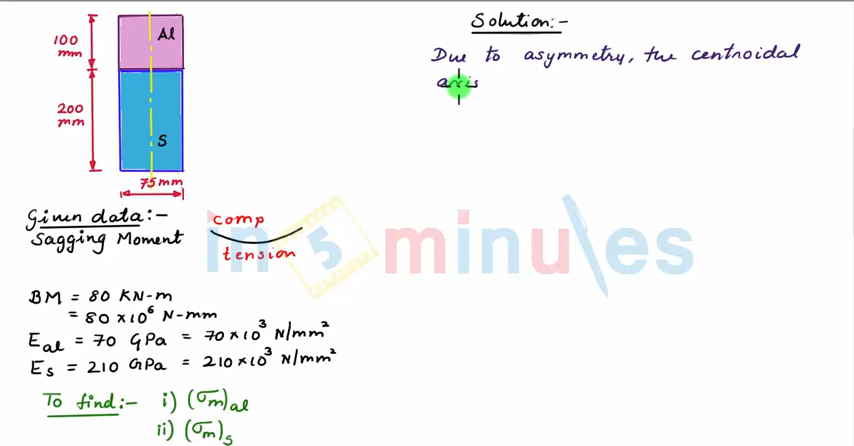 Al
100
mm
200
mm
S
75mm
Given data:-
Sagging Moment
comp
tension
BM = 80 KN-m
= 80×10⁶ N-mm
Eal = 70 GPa = 70×10³ N/mm²
Es = 210 GPa = 210×10³ N/mm²
To find:- i) (σm)al
ii) (σm)s
Solution:-
Due to asymmetry, the centroidal
axis
in 5 minutes